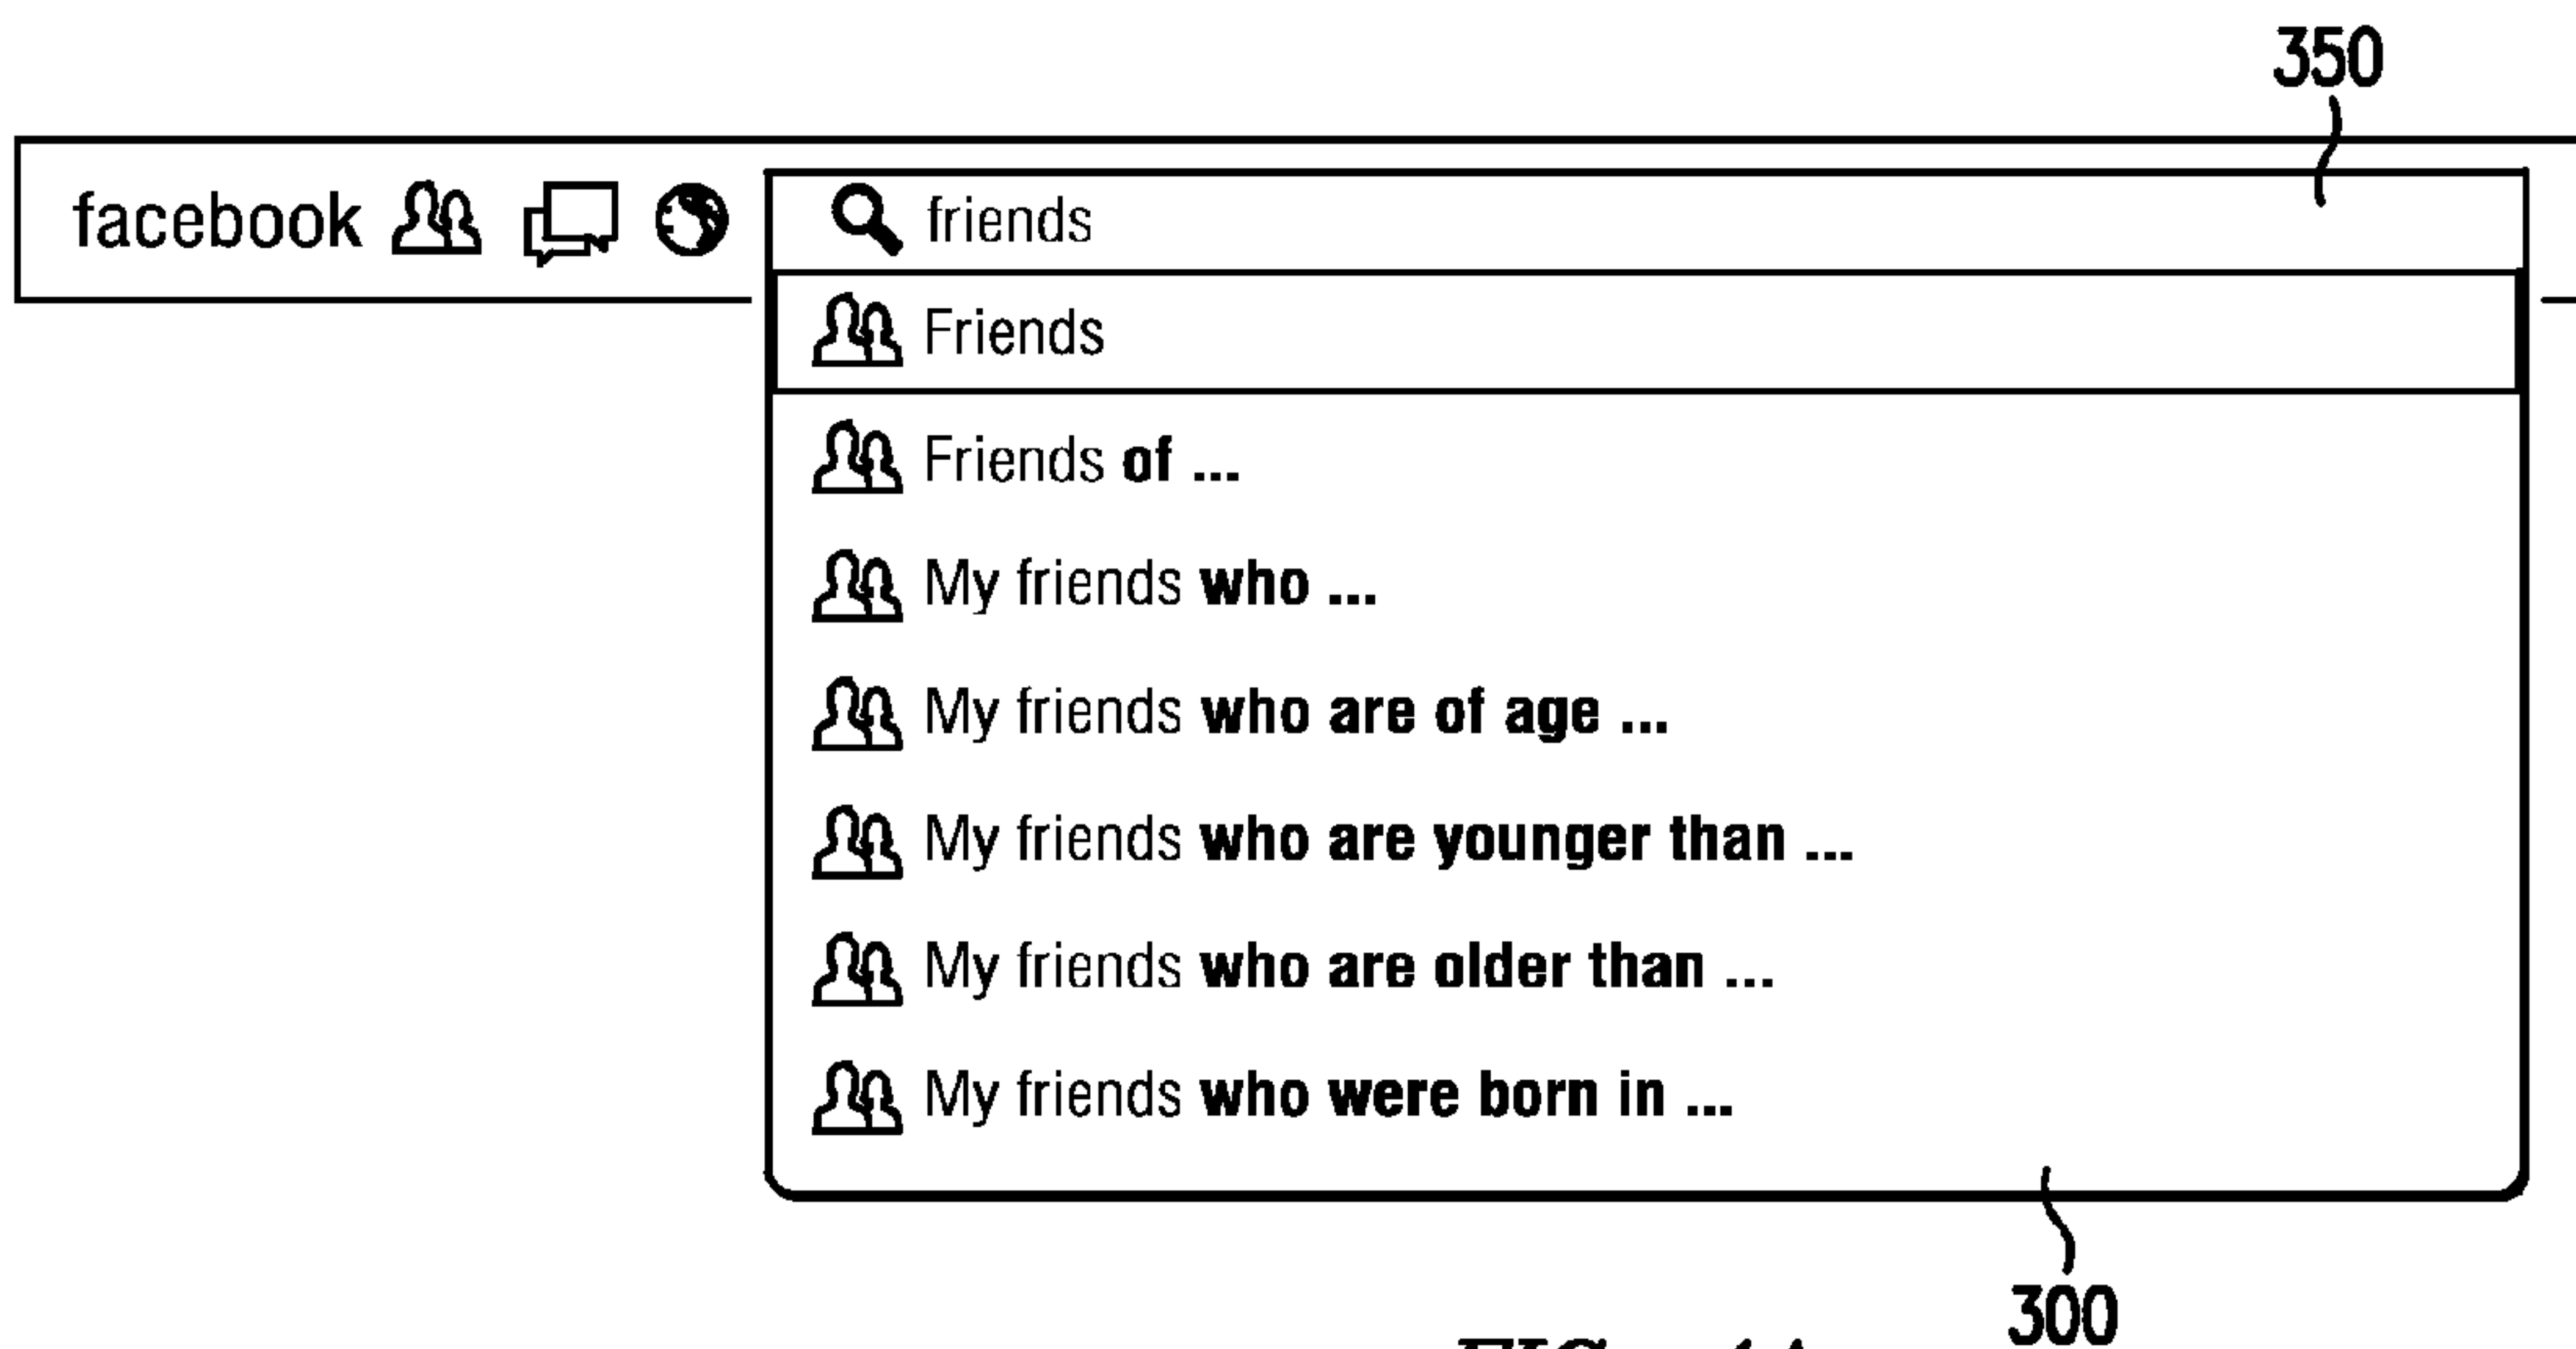 350
facebook friends
Friends
Friends of ...
My friends who ...
My friends who are of age ...
My friends who are younger than ...
My friends who are older than ...
My friends who were born in ...
300